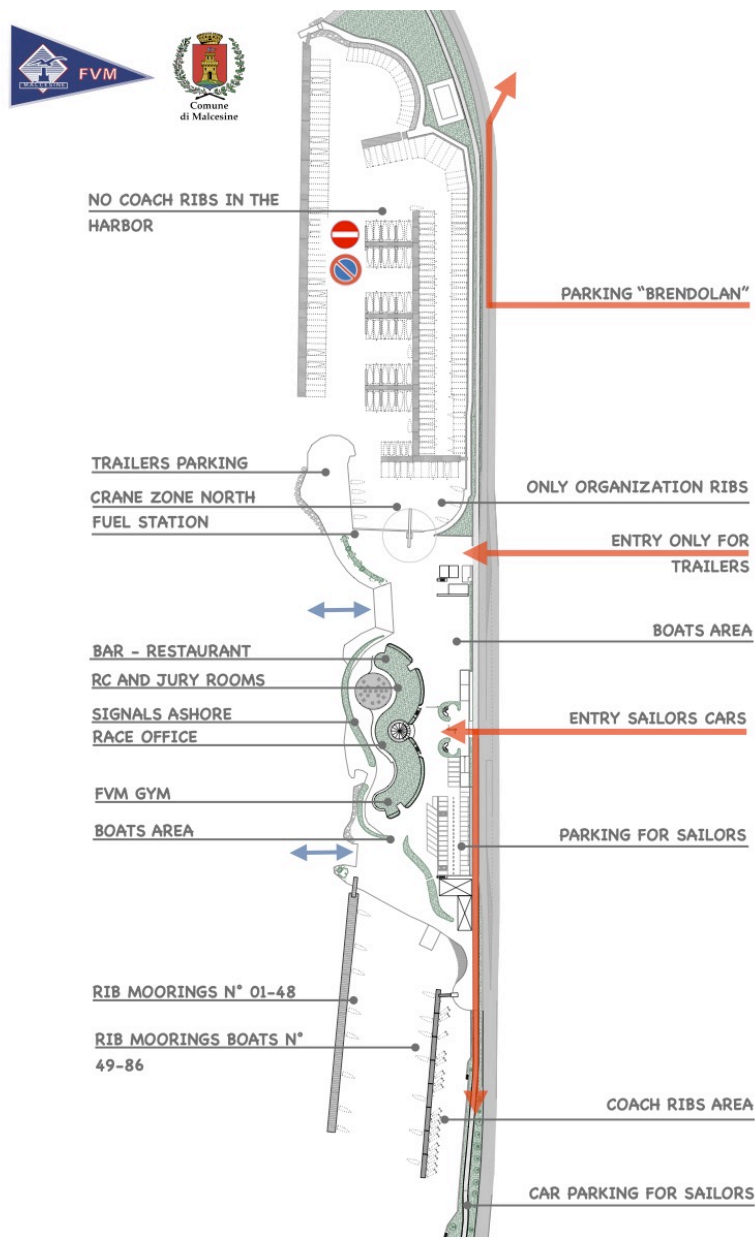 FVM
MALCESINE
Comune
di Malcesine
NO COACH RIBS IN THE
HARBOR
PARKING “BRENDOLAN”
TRAILERS PARKING
CRANE ZONE NORTH
ONLY ORGANIZATION RIBS
FUEL STATION
ENTRY ONLY FOR
TRAILERS
BOATS AREA
BAR - RESTAURANT
RC AND JURY ROOMS
SIGNALS ASHORE
ENTRY SAILORS CARS
RACE OFFICE
FVM GYM
BOATS AREA
PARKING FOR SAILORS
RIB MOORINGS N° 01-48
RIB MOORINGS BOATS N°
49-86
COACH RIBS AREA
CAR PARKING FOR SAILORS